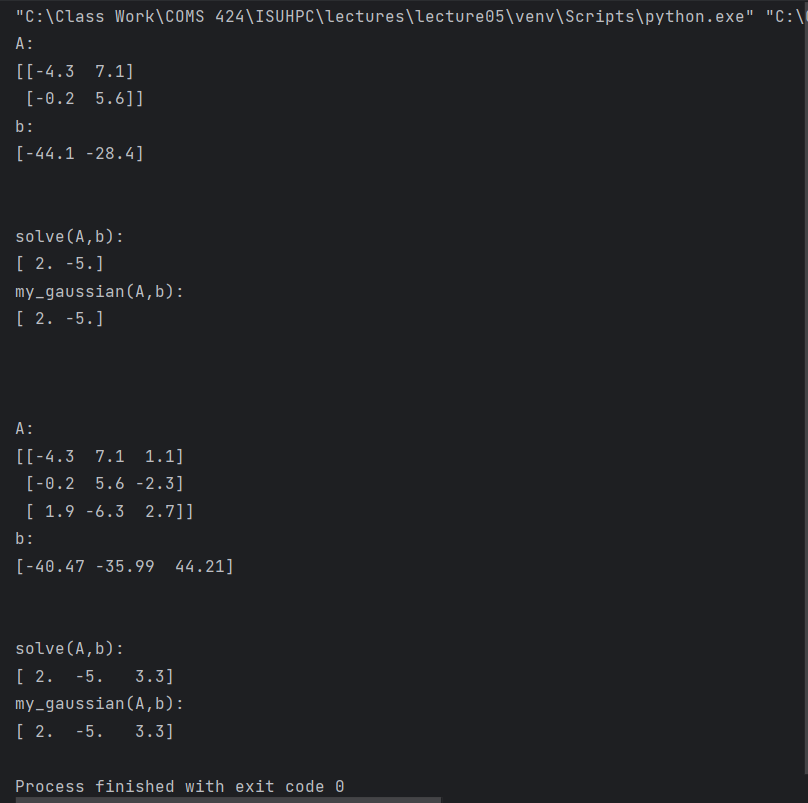 "C:\Class Work\COMS 424\ISUHPC\lectures\lecture05\venv\Scripts\python.exe" "C:\
A:
[[-4.3  7.1]
 [-0.2  5.6]]
b:
[-44.1 -28.4]
solve(A,b):
[ 2. -5.]
my_gaussian(A,b):
[ 2. -5.]
A:
[[-4.3  7.1  1.1]
 [-0.2  5.6 -2.3]
 [ 1.9 -6.3  2.7]]
b:
[-40.47 -35.99  44.21]
solve(A,b):
[ 2.  -5.   3.3]
my_gaussian(A,b):
[ 2.  -5.   3.3]
Process finished with exit code 0